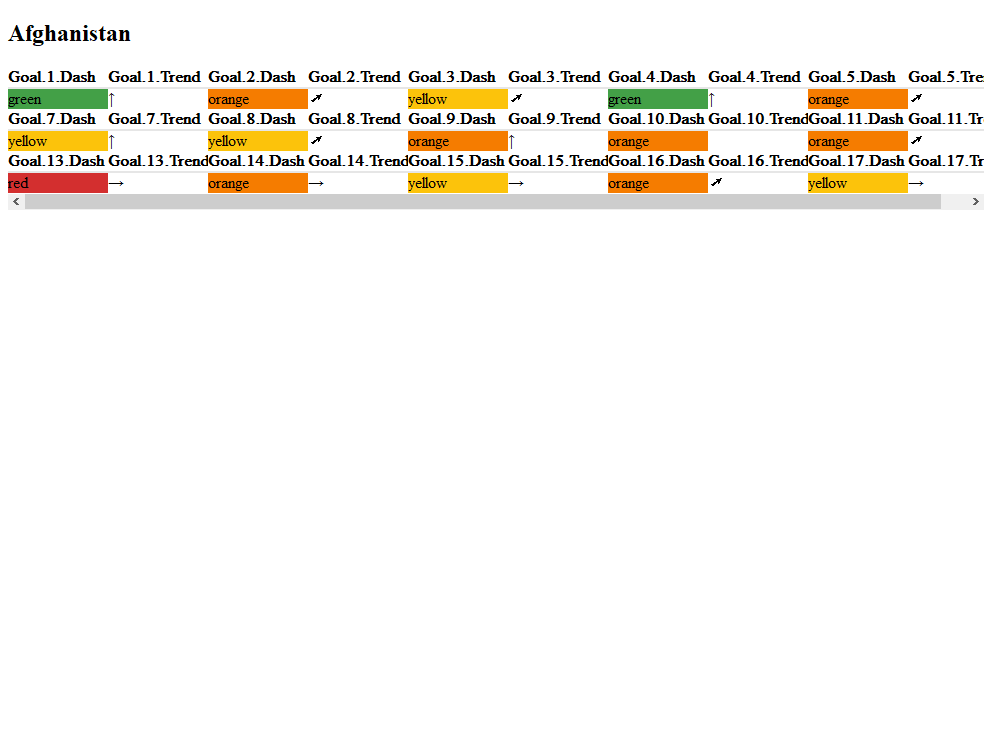 Afghanistan
Goal.1.Dash Goal.1.Trend Goal.2.Dash Goal.2.Trend Goal.3.Dash Goal.3.Trend Goal.4.Dash Goal.4.Trend Goal.5.Dash Goal.5.Tre
green ↑ orange ➚ yellow ➚ green ↑ orange ➚
Goal.7.Dash Goal.7.Trend Goal.8.Dash Goal.8.Trend Goal.9.Dash Goal.9.Trend Goal.10.Dash Goal.10.Trend Goal.11.Dash Goal.11.Tr
yellow ↑ yellow ➚ orange ↑ orange orange ➚
Goal.13.Dash Goal.13.Trend Goal.14.Dash Goal.14.Trend Goal.15.Dash Goal.15.Trend Goal.16.Dash Goal.16.Trend Goal.17.Dash Goal.17.Tr
red → orange → yellow → orange ➚ yellow →